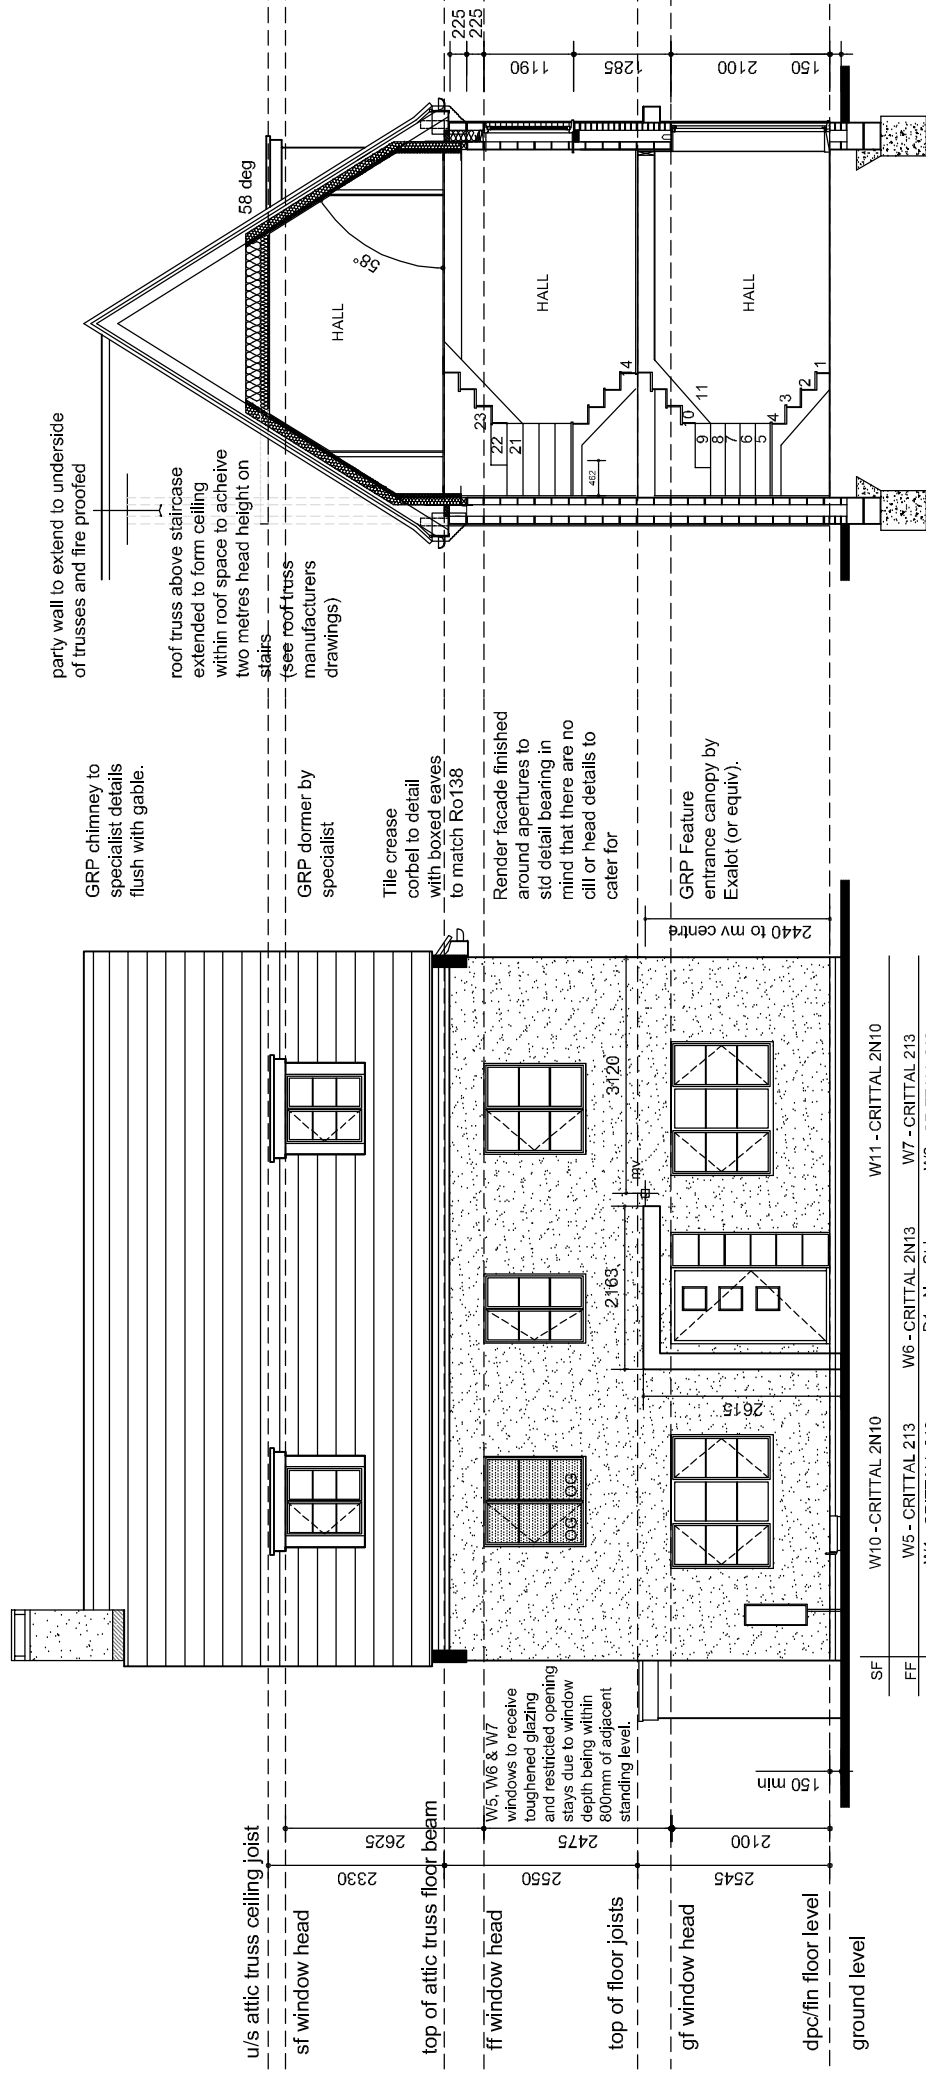 GRP chimney to
specialist details
flush with gable.
GRP dormer by
specialist
Tile crease
corbel to detail
with boxed eaves
to match Ro138
Render facade finished
around apertures to
std detail bearing in
mind that there are no
dill or head details to
cater for
GRP Feature
entrance canopy by
Exalot (or equiv).
party wall to extend to underside
of trusses and fire proofed
roof truss above staircase
extended to form ceiling
within roof space to acheive
two metres head height on
stairs
(see roof truss
manufacturers
drawings)
u/s attic truss ceiling joist
sf window head
top of attic truss floor beam
ff window head
top of floor joists
gf window head
dpc/fin floor level
ground level
2330
2550
2545
2625
2475
2100
150 min
W5, W6 & W7
windows to receive
toughened glazing
and restricted opening
stays due to window
depth being within
800mm of adjacent
standing level.
OG
OG
2615
2163
3120
mv
2440 to mv centre
58 deg
58°
HALL
HALL
HALL
23
22
21
14
462
10
11
9
8
7
6
5
4
3
2
1
225
225
1190
1285
2100
150
SF
W10 - CRITTAL 2N10
W11 - CRITTAL 2N10
FF
W5 - CRITTAL 213
W6 - CRITTAL 2N13
W7 - CRITTAL 213